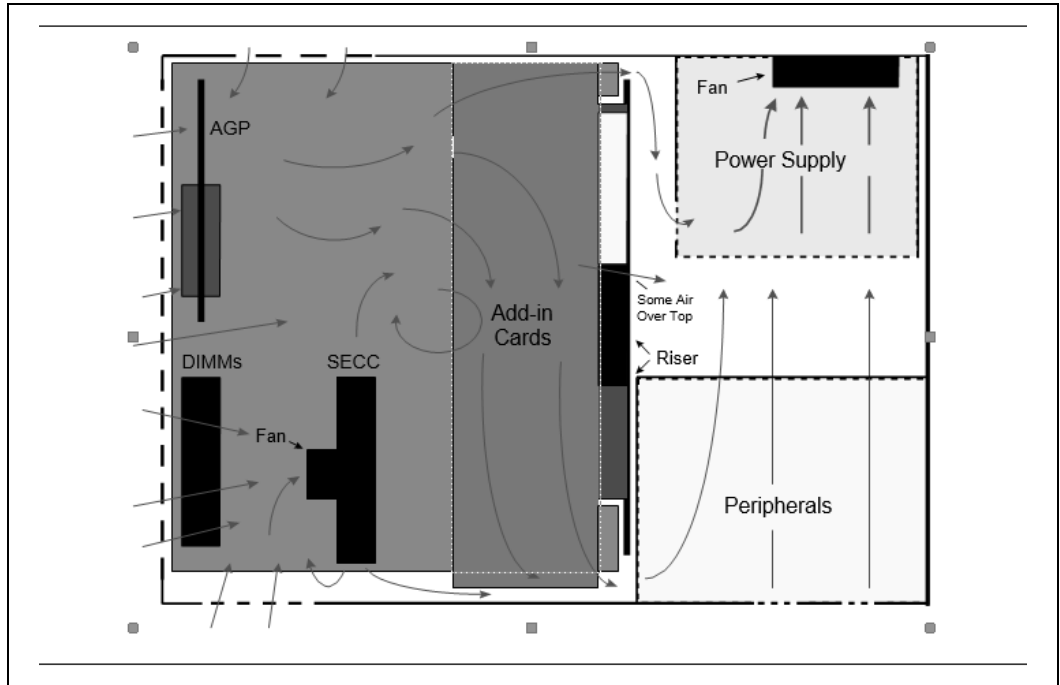 Fan
AGP
Power Supply
Some Air
Over Top
Add-in
Cards
Riser
DIMMs
SECC
Fan
Peripherals